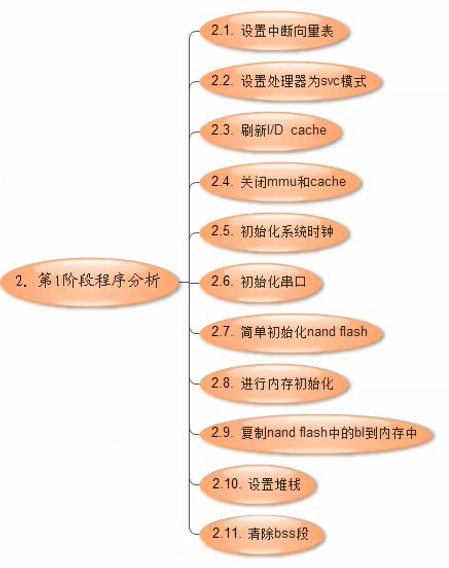 2.1. 设置中断向量表
2.2. 设置处理器为svc模式
2.3. 刷新I/D cache
2.4. 关闭mmu和cache
2.5. 初始化系统时钟
2. 第1阶段程序分析
2.6. 初始化串口
2.7. 简单初始化nand flash
2.8. 进行内存初始化
2.9. 复制nand flash中的bl到内存中
2.10. 设置堆栈
2.11. 清除bss段